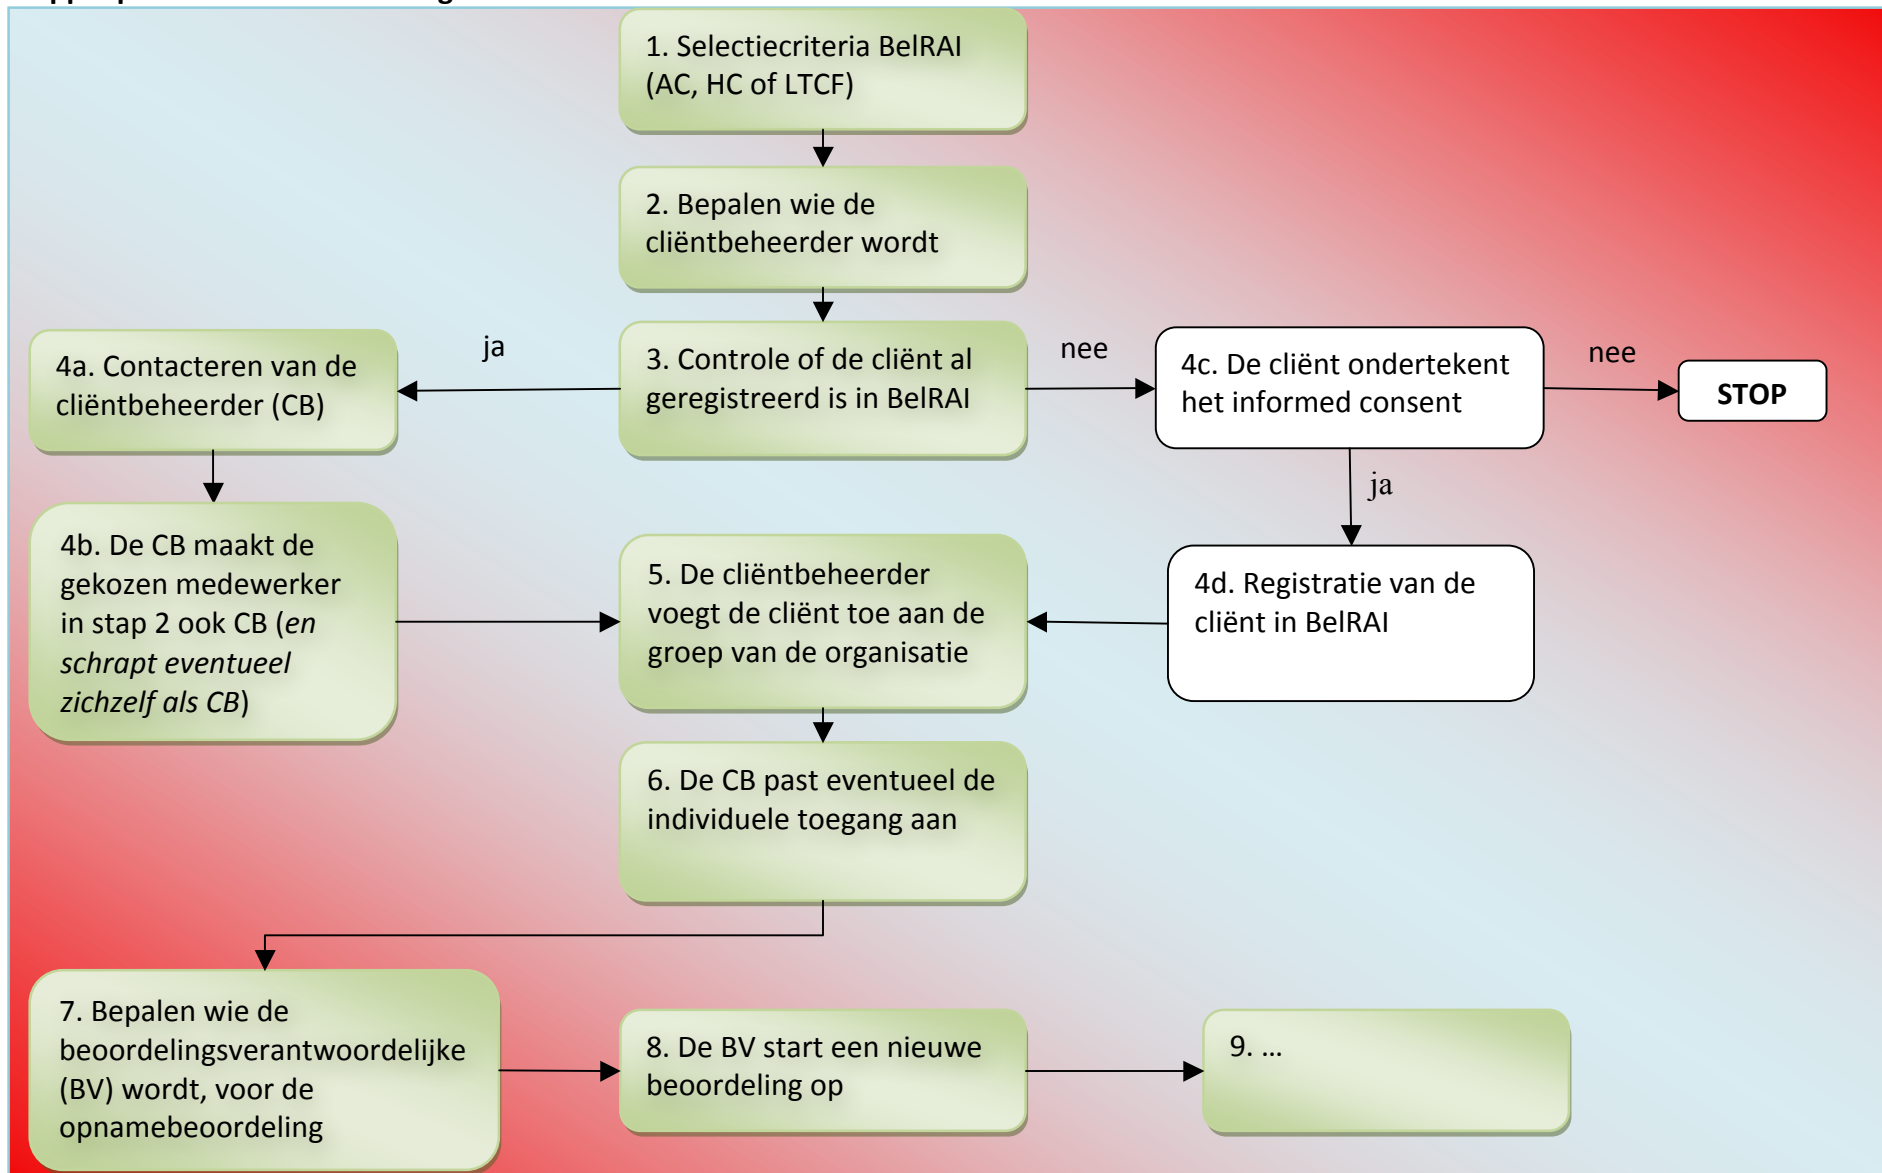 1. Selectiecriteria BelRAI
(AC, HC of LTCF)
2. Bepalen wie de
cliëntbeheerder wordt
3. Controle of de cliënt al
geregistreerd is in BelRAI
ja
nee
4a. Contacteren van de
cliëntbeheerder (CB)
4b. De CB maakt de
gekozen medewerker
in stap 2 ook CB (en
schrapt eventueel
zichzelf als CB)
4c. De cliënt ondertekent
het informed consent
nee
STOP
ja
4d. Registratie van de
cliënt in BelRAI
5. De cliëntbeheerder
voegt de cliënt toe aan de
groep van de organisatie
6. De CB past eventueel de
individuele toegang aan
7. Bepalen wie de
beoordelingsverantwoordelijke
(BV) wordt, voor de
opnamebeoordeling
8. De BV start een nieuwe
beoordeling op
9. ...